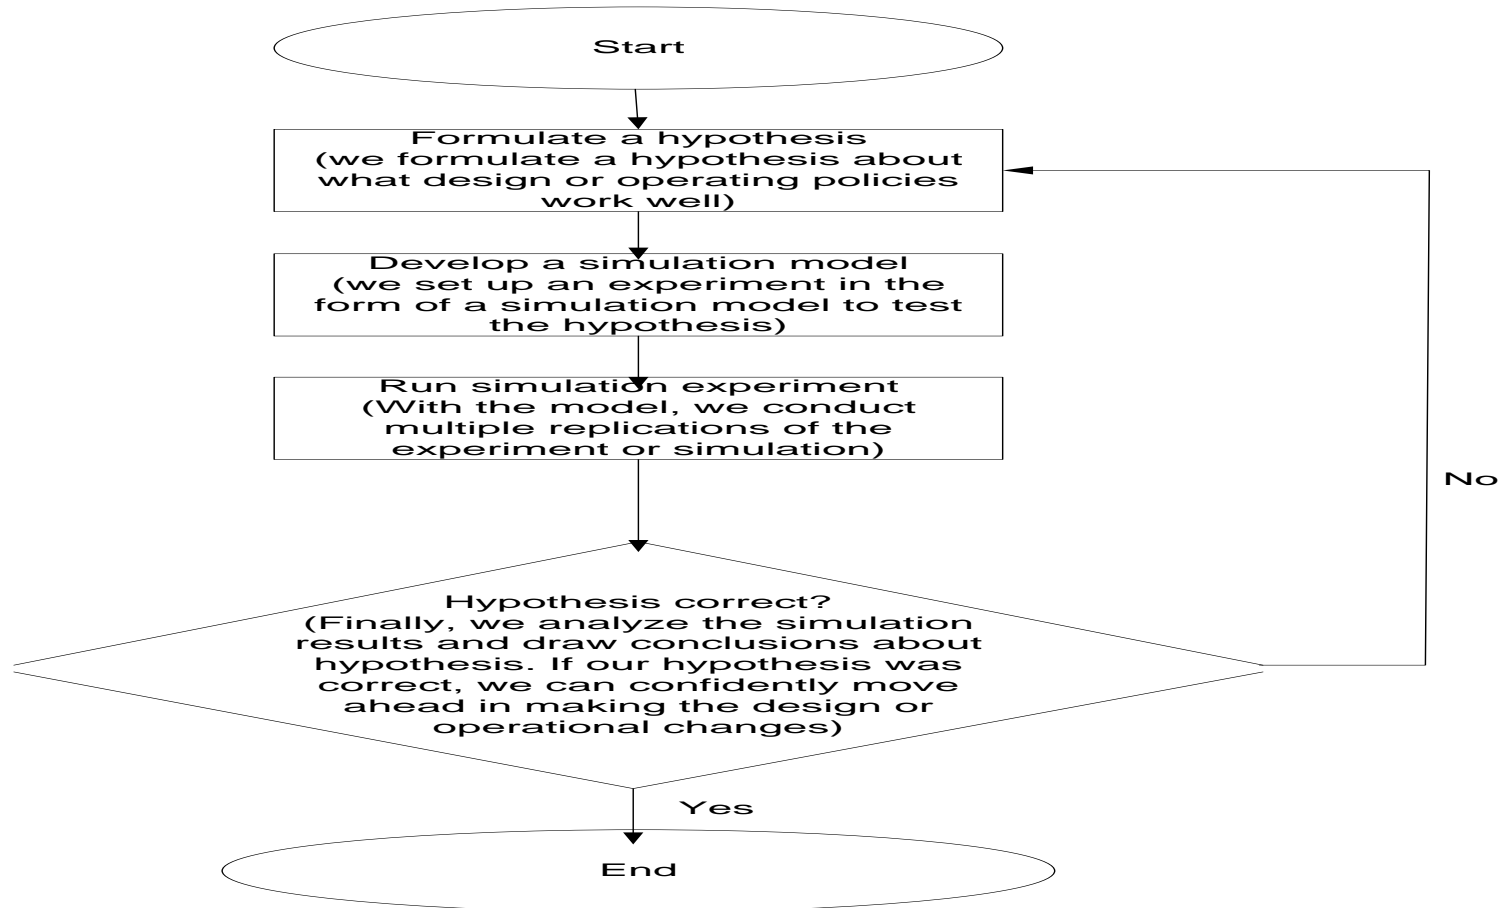 Start
Formulate a hypothesis
(we formulate a hypothesis about
what design or operating policies
work well)
Develop a simulation model
(we set up an experiment in the
form of a simulation model to test
the hypothesis)
Run simulation experiment
(With the model, we conduct
multiple replications of the
experiment or simulation)
No
Hypothesis correct?
(Finally, we analyze the simulation
results and draw conclusions about
hypothesis. If our hypothesis was
correct, we can confidently move
ahead in making the design or
operational changes)
Yes
End